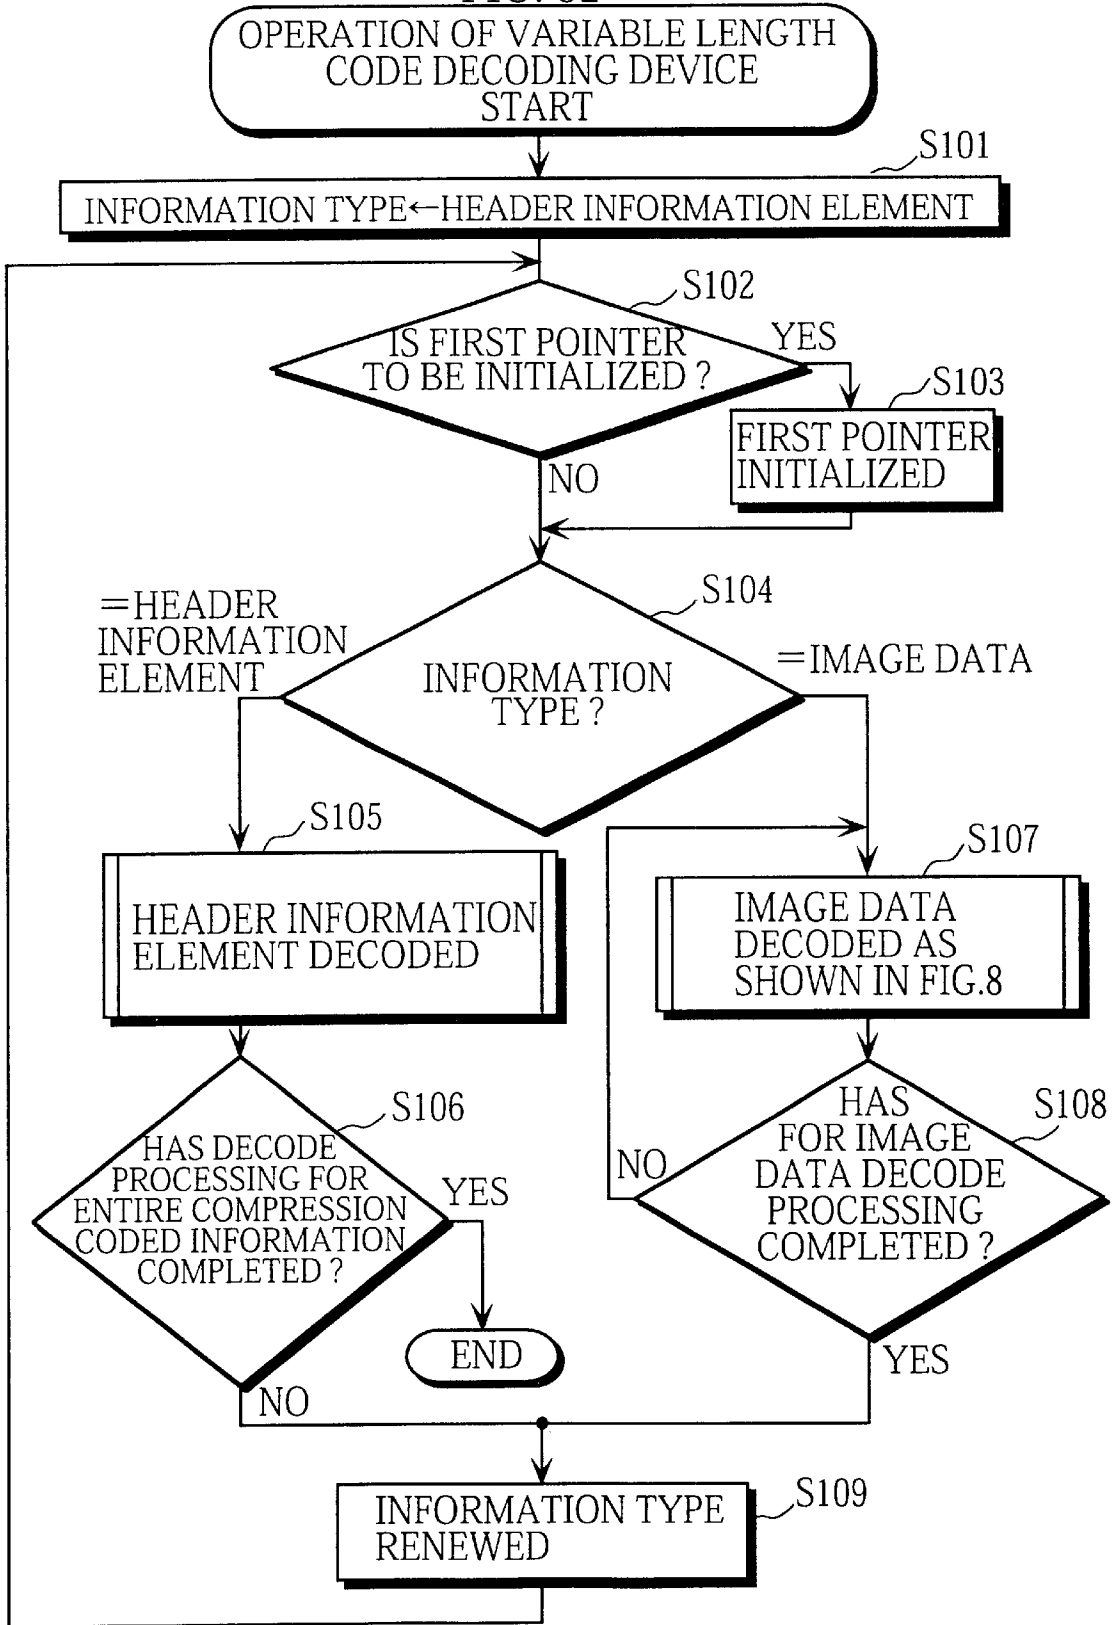 OPERATION OF VARIABLE LENGTH
CODE DECODING DEVICE
START
S101
INFORMATION TYPE←HEADER INFORMATION ELEMENT
S102
IS FIRST POINTER
TO BE INITIALIZED ?
YES
S103
FIRST POINTER
INITIALIZED
NO
S104
=HEADER
INFORMATION
ELEMENT
INFORMATION
TYPE ?
=IMAGE DATA
S105
HEADER INFORMATION
ELEMENT DECODED
S107
IMAGE DATA
DECODED AS
SHOWN IN FIG.8
S106
HAS DECODE
PROCESSING FOR
ENTIRE COMPRESSION
CODED INFORMATION
COMPLETED ?
YES
END
NO
S108
HAS
FOR IMAGE
DATA DECODE
PROCESSING
COMPLETED ?
NO
YES
S109
INFORMATION TYPE
RENEWED